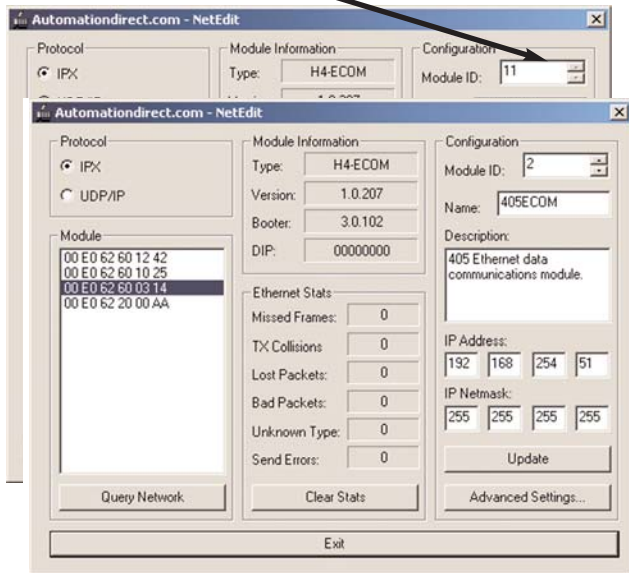 Automationdirect.com - NetEdit
Protocol
IPX
Module Information
Type: H4-ECOM
Configuration
Module ID: 11
Automationdirect.com - NetEdit
Protocol
IPX
UDP/IP
Module
00 E0 62 60 12 42
00 E0 62 60 10 25
00 E0 62 60 03 14
00 E0 62 20 00 AA
Query Network
Module Information
Type: H4-ECOM
Version: 1.0.207
Booter: 3.0.102
DIP: 00000000
Ethernet Stats
Missed Frames: 0
TX Collisions 0
Lost Packets: 0
Bad Packets: 0
Unknown Type: 0
Send Errors: 0
Clear Stats
Configuration
Module ID: 2
Name: 405ECOM
Description:
405 Ethernet data
communications module.
IP Address:
192 168 254 51
IP Netmask:
255 255 255 255
Update
Advanced Settings...
Exit